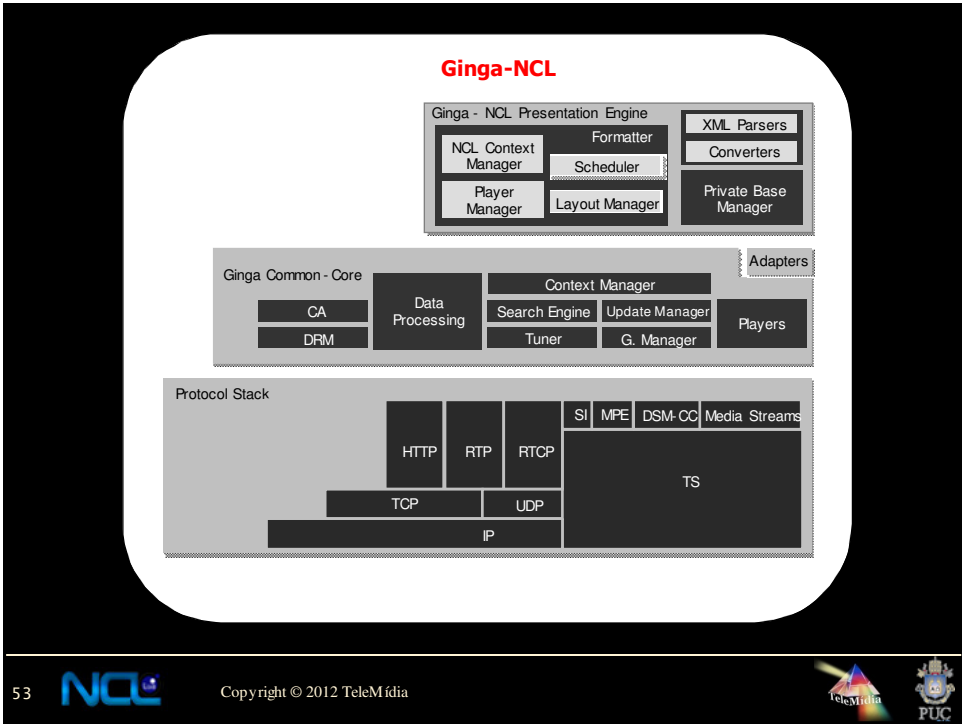 Ginga-NCL
Ginga - NCL Presentation Engine
Formatter
NCL Context
Manager
Scheduler
Player
Manager
Layout Manager
XML Parsers
Converters
Private Base
Manager
Adapters
Ginga Common - Core
CA
DRM
Data
Processing
Context Manager
Search Engine
Update Manager
Tuner
G. Manager
Players
Protocol Stack
HTTP
RTP
RTCP
SI
MPE
DSM-CC
Media Streams
TS
TCP
UDP
IP
53
NCL
Copyright © 2012 TeleMídia
TeleMídia
PUC